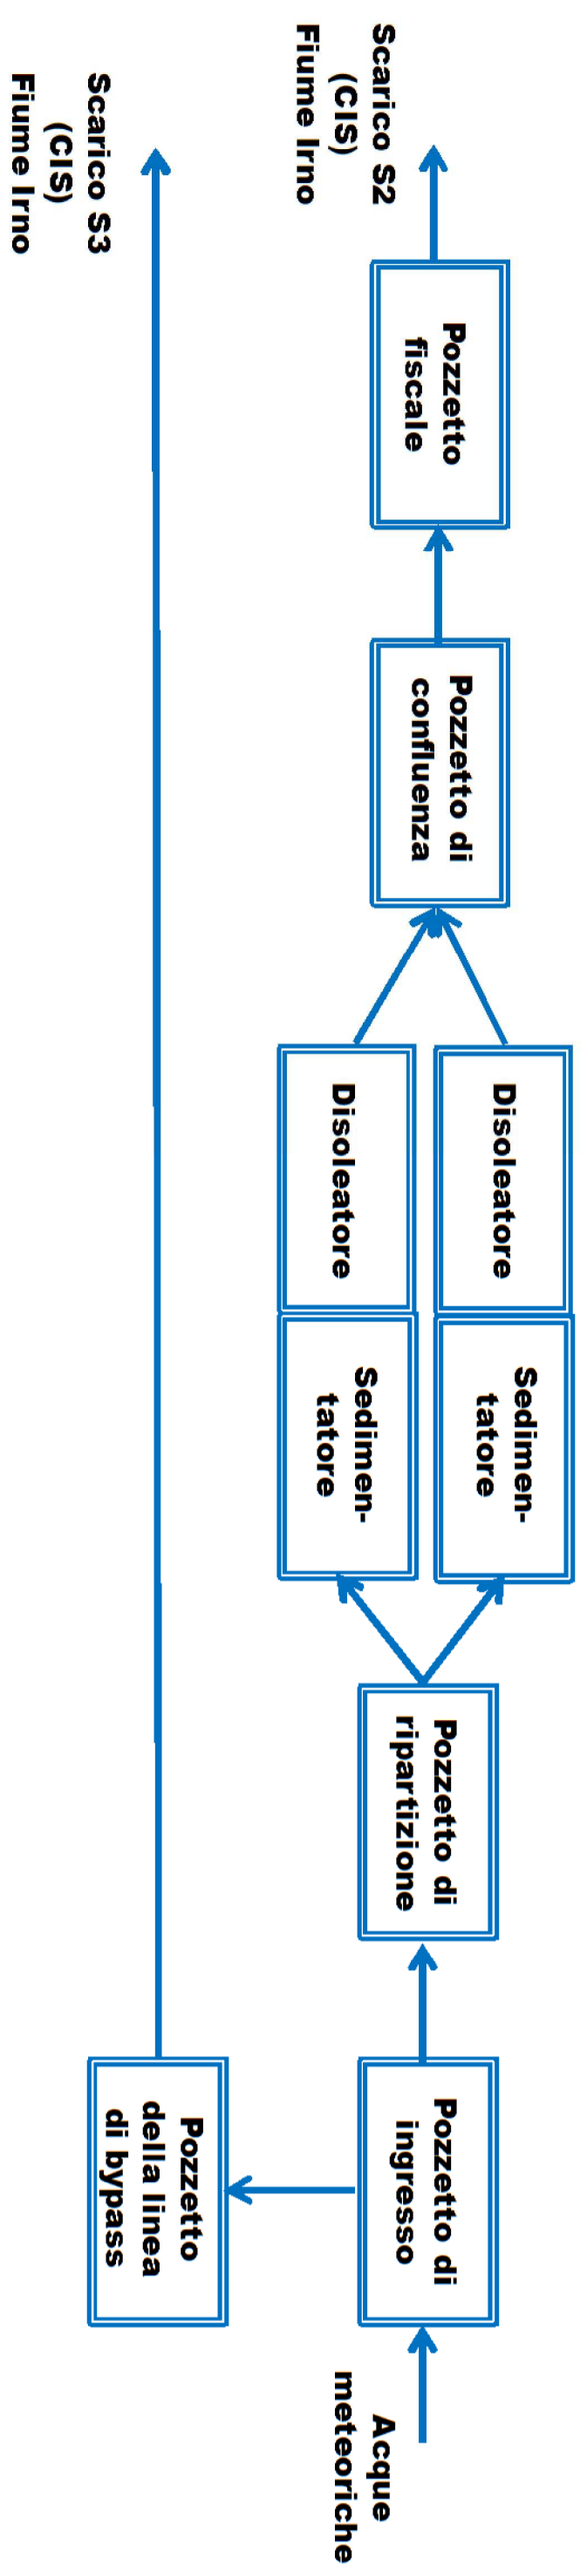 Scarico S2
(CIS)
Fiume Irno
Pozzetto
fiscale
Pozzetto di
confluenza
Disoleatore
Sedimen-
tatore
Disoleatore
Sedimen-
tatore
Pozzetto di
ripartizione
Pozzetto di
ingresso
Acque
meteoriche
Scarico S3
(CIS)
Fiume Irno
Pozzetto
della linea
di bypass